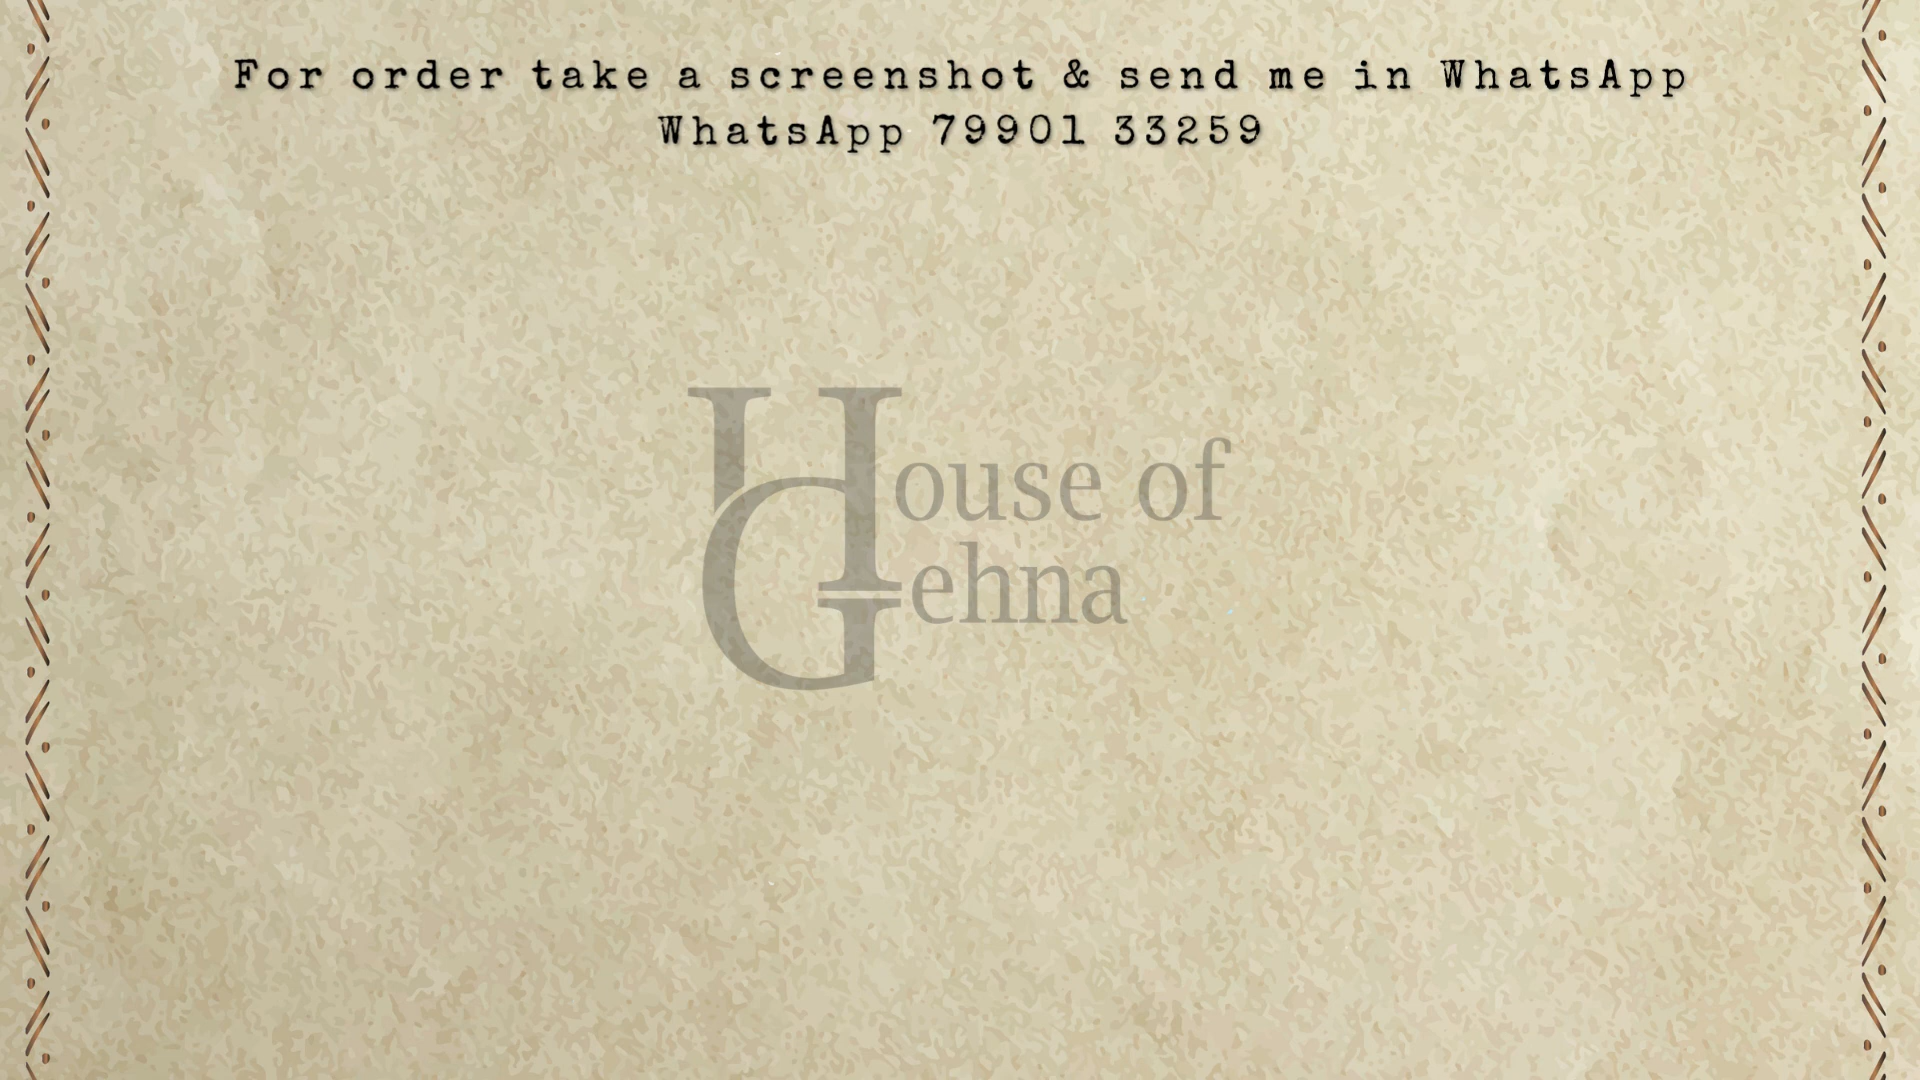 For order take a screenshot & send me in WhatsApp
WhatsApp 79901 33259
House of
Gehna